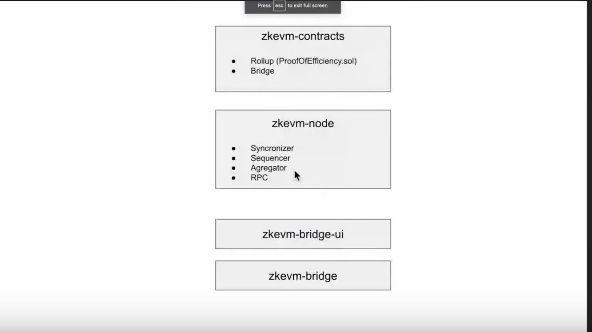 Press esc to exit full screen
zkevm-contracts
● Rollup (ProofOfEfficiency.sol)
● Bridge
zkevm-node
● Syncronizer
● Sequencer
● Agregator
● RPC
zkevm-bridge-ui
zkevm-bridge